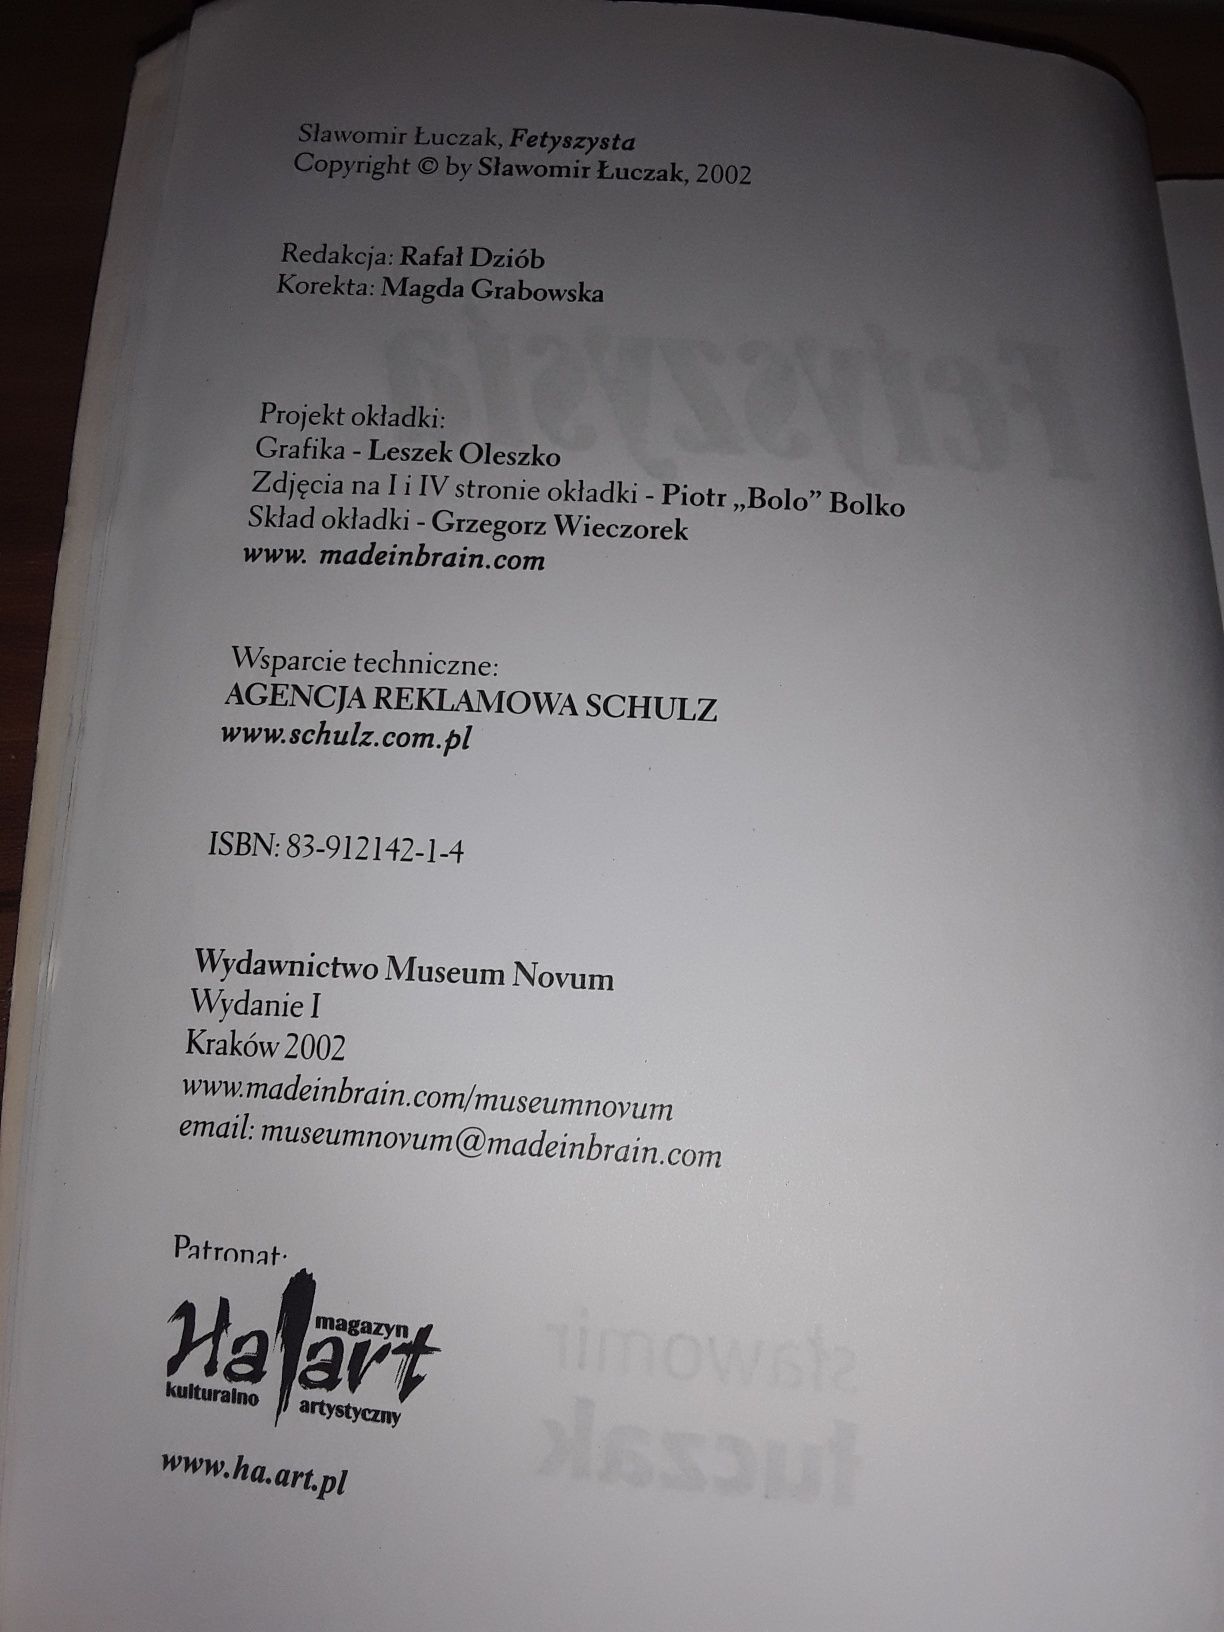 Sławomir Łuczak, Fetyszysta
Copyright © by Sławomir Łuczak, 2002
Redakcja: Rafał Dziób
Korekta: Magda Grabowska
Fetyszysta
Projekt okładki:
Grafika - Leszek Oleszko
Zdjęcia na I i IV stronie okładki - Piotr „Bolo” Bolko
Skład okładki - Grzegorz Wieczorek
www. madeinbrain.com
Wsparcie techniczne:
AGENCJA REKLAMOWA SCHULZ
www.schulz.com.pl
ISBN: 83-912142-1-4
Wydawnictwo Museum Novum
Wydanie I
Kraków 2002
www.madeinbrain.com/museumnovum
email: museumnovum@madeinbrain.com
Patronat:
magazyn
Ha!art
kulturalno artystyczny
www.ha.art.pl
sławomir
łuczak